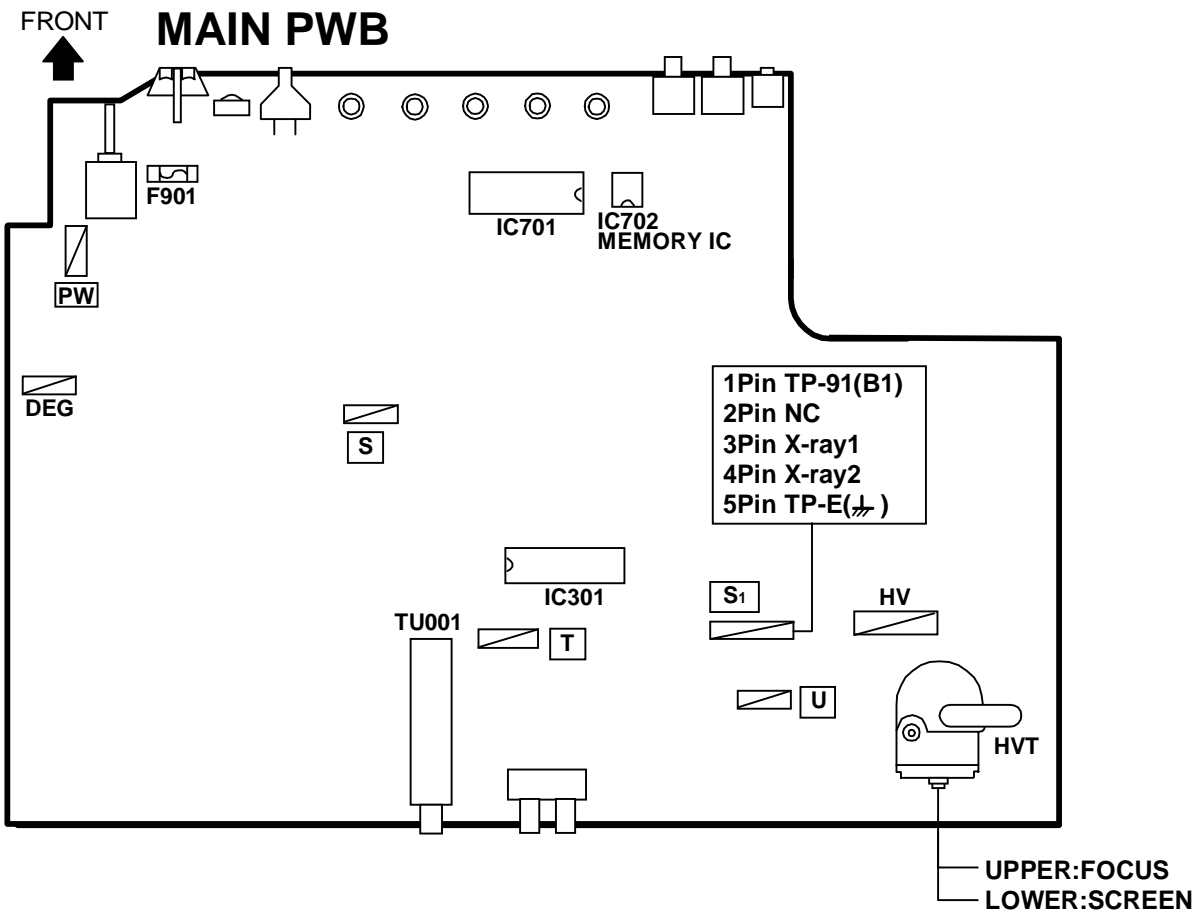 FRONT
MAIN PWB
F901
IC701
IC702
MEMORY IC
PW
DEG
S
1Pin TP-91(B1)
2Pin NC
3Pin X-ray1
4Pin X-ray2
5Pin TP-E( )
IC301
S1
HV
TU001
T
U
HVT
UPPER:FOCUS
LOWER:SCREEN